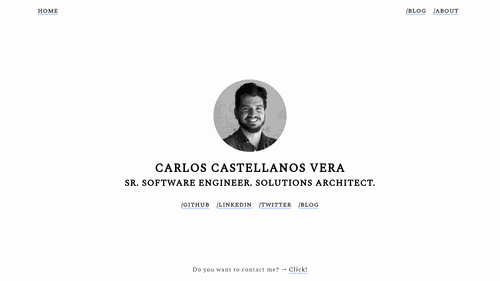 HOME
/BLOG /ABOUT
CARLOS CASTELLANOS VERA
SR. SOFTWARE ENGINEER. SOLUTIONS ARCHITECT.
/GITHUB /LINKEDIN /TWITTER /BLOG
Do you want to contact me? → Click!